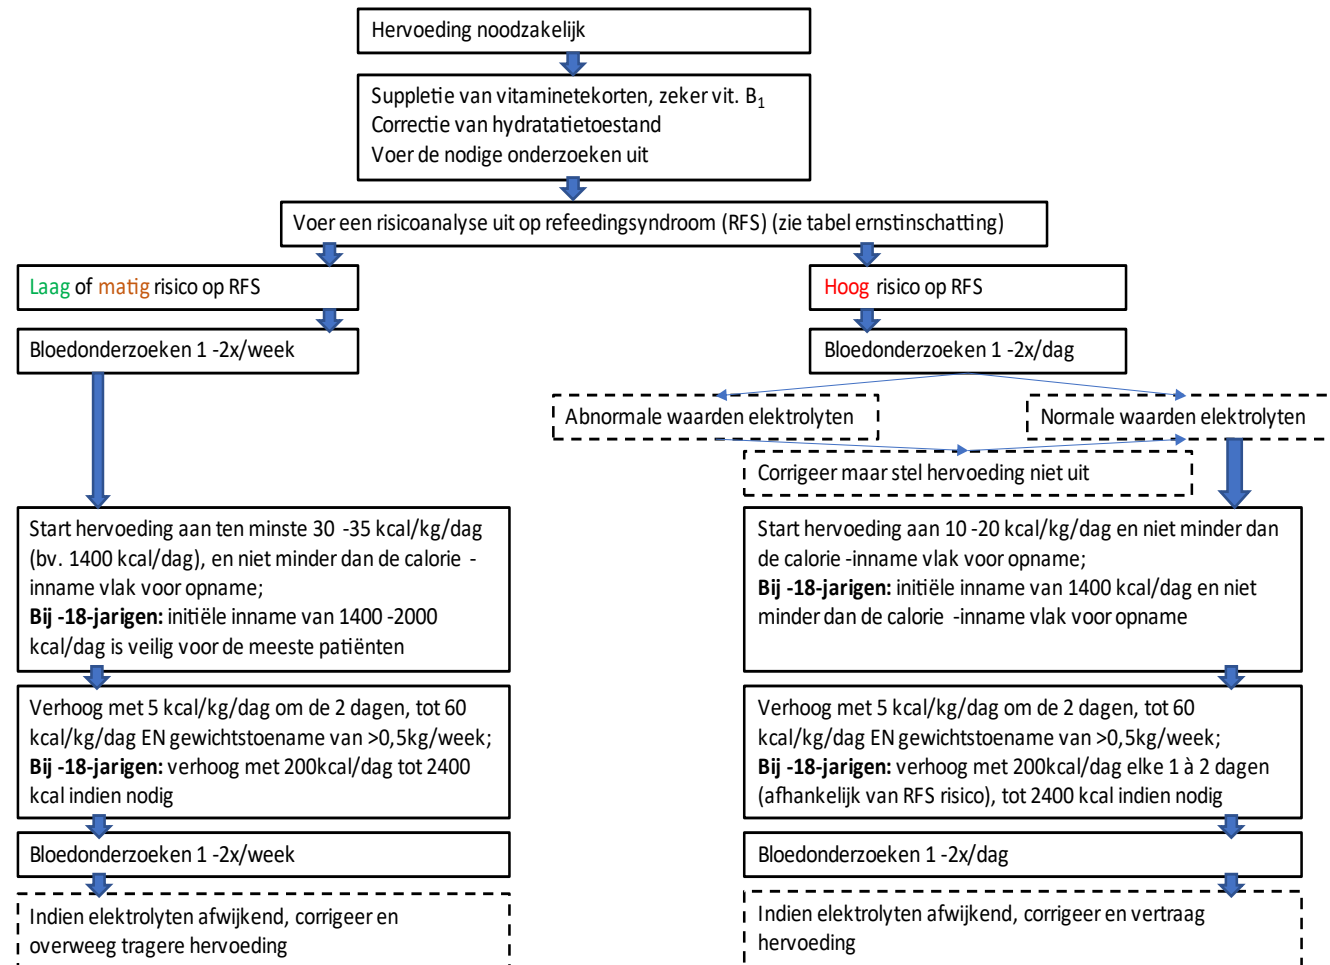 Hervoeding noodzakelijk
Suppletie van vitaminetekorten, zeker vit. B₁
Correctie van hydratatietoestand
Voer de nodige onderzoeken uit
Voer een risicoanalyse uit op refeedingsyndroom (RFS) (zie tabel ernstinschatting)
Laag of matig risico op RFS
Hoog risico op RFS
Bloedonderzoeken 1 -2x/week
Bloedonderzoeken 1 -2x/dag
Abnormale waarden elektrolyten
Normale waarden elektrolyten
Corrigeer maar stel hervoeding niet uit
Start hervoeding aan ten minste 30 -35 kcal/kg/dag
(bv. 1400 kcal/dag), en niet minder dan de calorie -
inname vlak voor opname;
Bij -18-jarigen: initiële inname van 1400 -2000
kcal/dag is veilig voor de meeste patiënten
Start hervoeding aan 10 -20 kcal/kg/dag en niet minder dan
de calorie -inname vlak voor opname;
Bij -18-jarigen: initiële inname van 1400 kcal/dag en niet
minder dan de calorie -inname vlak voor opname
Verhoog met 5 kcal/kg/dag om de 2 dagen, tot 60
kcal/kg/dag EN gewichtstoename van >0,5kg/week;
Bij -18-jarigen: verhoog met 200kcal/dag tot 2400
kcal indien nodig
Verhoog met 5 kcal/kg/dag om de 2 dagen, tot 60
kcal/kg/dag EN gewichtstoename van >0,5kg/week;
Bij -18-jarigen: verhoog met 200kcal/dag elke 1 à 2 dagen
(afhankelijk van RFS risico), tot 2400 kcal indien nodig
Bloedonderzoeken 1 -2x/week
Bloedonderzoeken 1 -2x/dag
Indien elektrolyten afwijkend, corrigeer en
overweeg tragere hervoeding
Indien elektrolyten afwijkend, corrigeer en vertraag
hervoeding